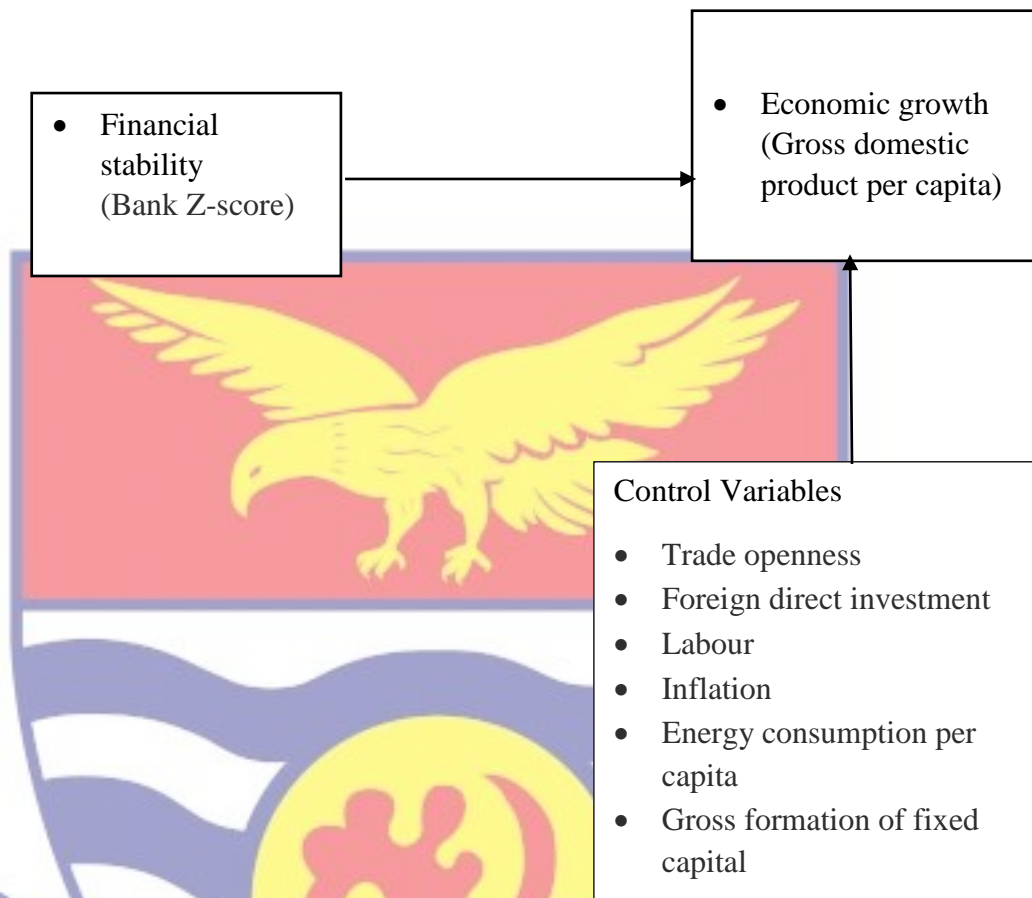 • Financial
stability
(Bank Z-score)
• Economic growth
(Gross domestic
product per capita)
Control Variables
• Trade openness
• Foreign direct investment
• Labour
• Inflation
• Energy consumption per
capita
• Gross formation of fixed
capital